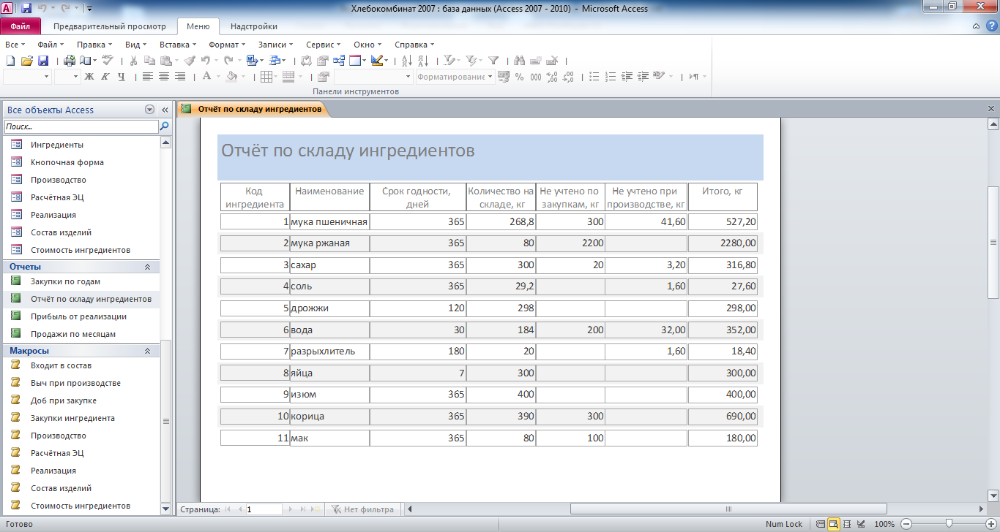 Хлебокомбинат 2007 : база данных (Access 2007 - 2010) - Microsoft Access
Файл Предварительный просмотр Меню Надстройки
Все Файл Правка Вид Вставка Формат Записи Сервис Окно Справка
Ж К Ч Форматирование % 000
Панели инструментов
Все объекты Access
Поиск...
Ингредиенты
Кнопочная форма
Производство
Расчётная ЭЦ
Реализация
Состав изделий
Стоимость ингредиентов
Отчеты
Закупки по годам
Отчёт по складу ингредиентов
Прибыль от реализации
Продажи по месяцам
Макросы
Входит в состав
Выч при производстве
Доб при закупке
Закупки ингредиента
Производство
Расчётная ЭЦ
Реализация
Состав изделий
Стоимость ингредиентов
Отчёт по складу ингредиентов
Отчёт по складу ингредиентов
Код ингредиента Наименование Срок годности, дней Количество на складе, кг Не учтено по закупкам, кг Не учтено при производстве, кг Итого, кг
1 мука пшеничная 365 268,8 300 41,60 527,20
2 мука ржаная 365 80 2200 2280,00
3 сахар 365 300 20 3,20 316,80
4 соль 365 29,2 1,60 27,60
5 дрожжи 120 298 298,00
6 вода 30 184 200 32,00 352,00
7 разрыхлитель 180 20 1,60 18,40
8 яйца 7 300 300,00
9 изюм 365 400 400,00
10 корица 365 390 300 690,00
11 мак 365 80 100 180,00
Страница: 1 Нет фильтра
Готово Num Lock 100%